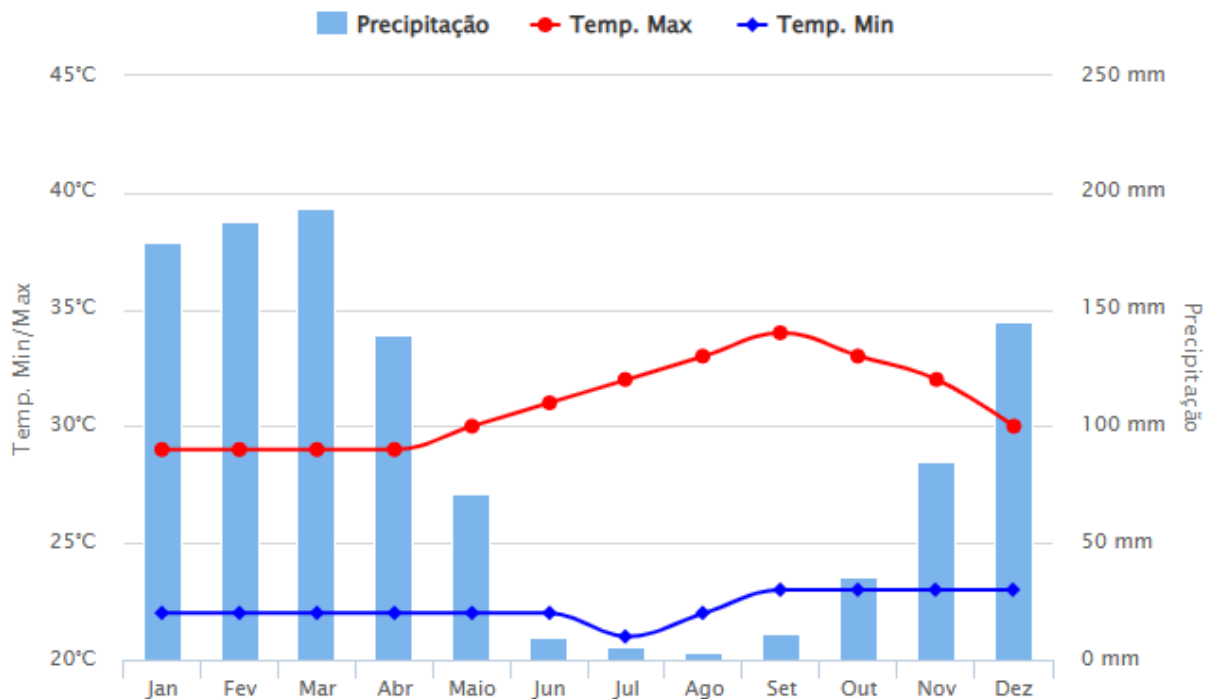 Precipitação Temp. Max Temp. Min
45°C 250 mm
40°C 200 mm
35°C 150 mm
30°C 100 mm
25°C 50 mm
20°C 0 mm
Temp. Min/Max
Precipitação
Jan Fev Mar Abr Maio Jun Jul Ago Set Out Nov Dez